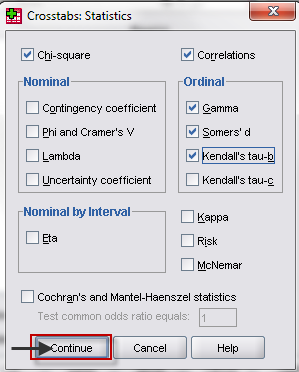 Crosstabs: Statistics
Chi-square
Correlations
Nominal
Contingency coefficient
Phi and Cramer's V
Lambda
Uncertainty coefficient
Ordinal
Gamma
Somers' d
Kendall's tau-b
Kendall's tau-c
Nominal by Interval
Eta
Kappa
Risk
McNemar
Cochran's and Mantel-Haenszel statistics
Test common odds ratio equals: 1
Continue Cancel Help